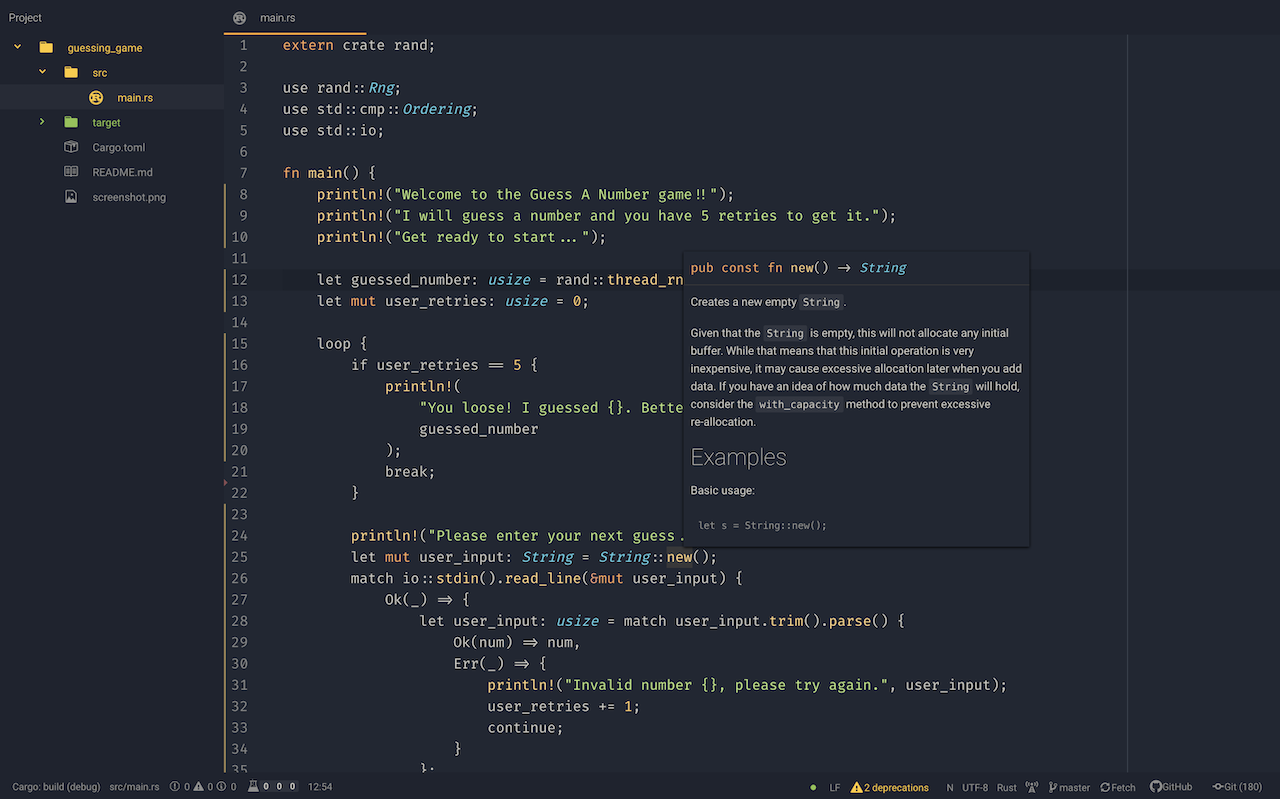 Project
guessing_game
src
main.rs
target
Cargo.toml
README.md
screenshot.png
main.rs
1 extern crate rand;
2
3 use rand::Rng;
4 use std::cmp::Ordering;
5 use std::io;
6
7 fn main() {
8 println!("Welcome to the Guess A Number game!!");
9 println!("I will guess a number and you have 5 retries to get it.");
10 println!("Get ready to start...");
11
12 let guessed_number: usize = rand::thread_rn
13 let mut user_retries: usize = 0;
14
15 loop {
16 if user_retries == 5 {
17 println!(
18 "You loose! I guessed {}. Bette
19 guessed_number
20 );
21 break;
22 }
23
24 println!("Please enter your next guess.
25 let mut user_input: String = String::new();
26 match io::stdin().read_line(&mut user_input) {
27 Ok(_) => {
28 let user_input: usize = match user_input.trim().parse() {
29 Ok(num) => num,
30 Err(_) => {
31 println!("Invalid number {}, please try again.", user_input);
32 user_retries += 1;
33 continue;
34 }
35 };
pub const fn new() -> String
Creates a new empty String.
Given that the String is empty, this will not allocate any initial
buffer. While that means that this initial operation is very
inexpensive, it may cause excessive allocation later when you add
data. If you have an idea of how much data the String will hold,
consider the with_capacity method to prevent excessive
re-allocation.
Examples
Basic usage:
let s = String::new();
Cargo: build (debug) src/main.rs 0 0 0 0 0 0 12:54 LF 2 deprecations N UTF-8 Rust master Fetch GitHub Git (180)